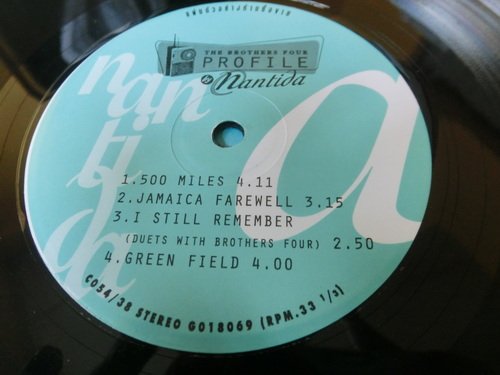 THE BROTHERS FOUR
PROFILE
de Nantida
nan
ti
da
a
1.500 MILES 4.11
2.JAMAICA FAREWELL 3.15
3.I STILL REMEMBER
(DUETS WITH BROTHERS FOUR) 2.50
4.GREEN FIELD 4.00
C054/38 STEREO GO18069 (RPM.33 1/3)